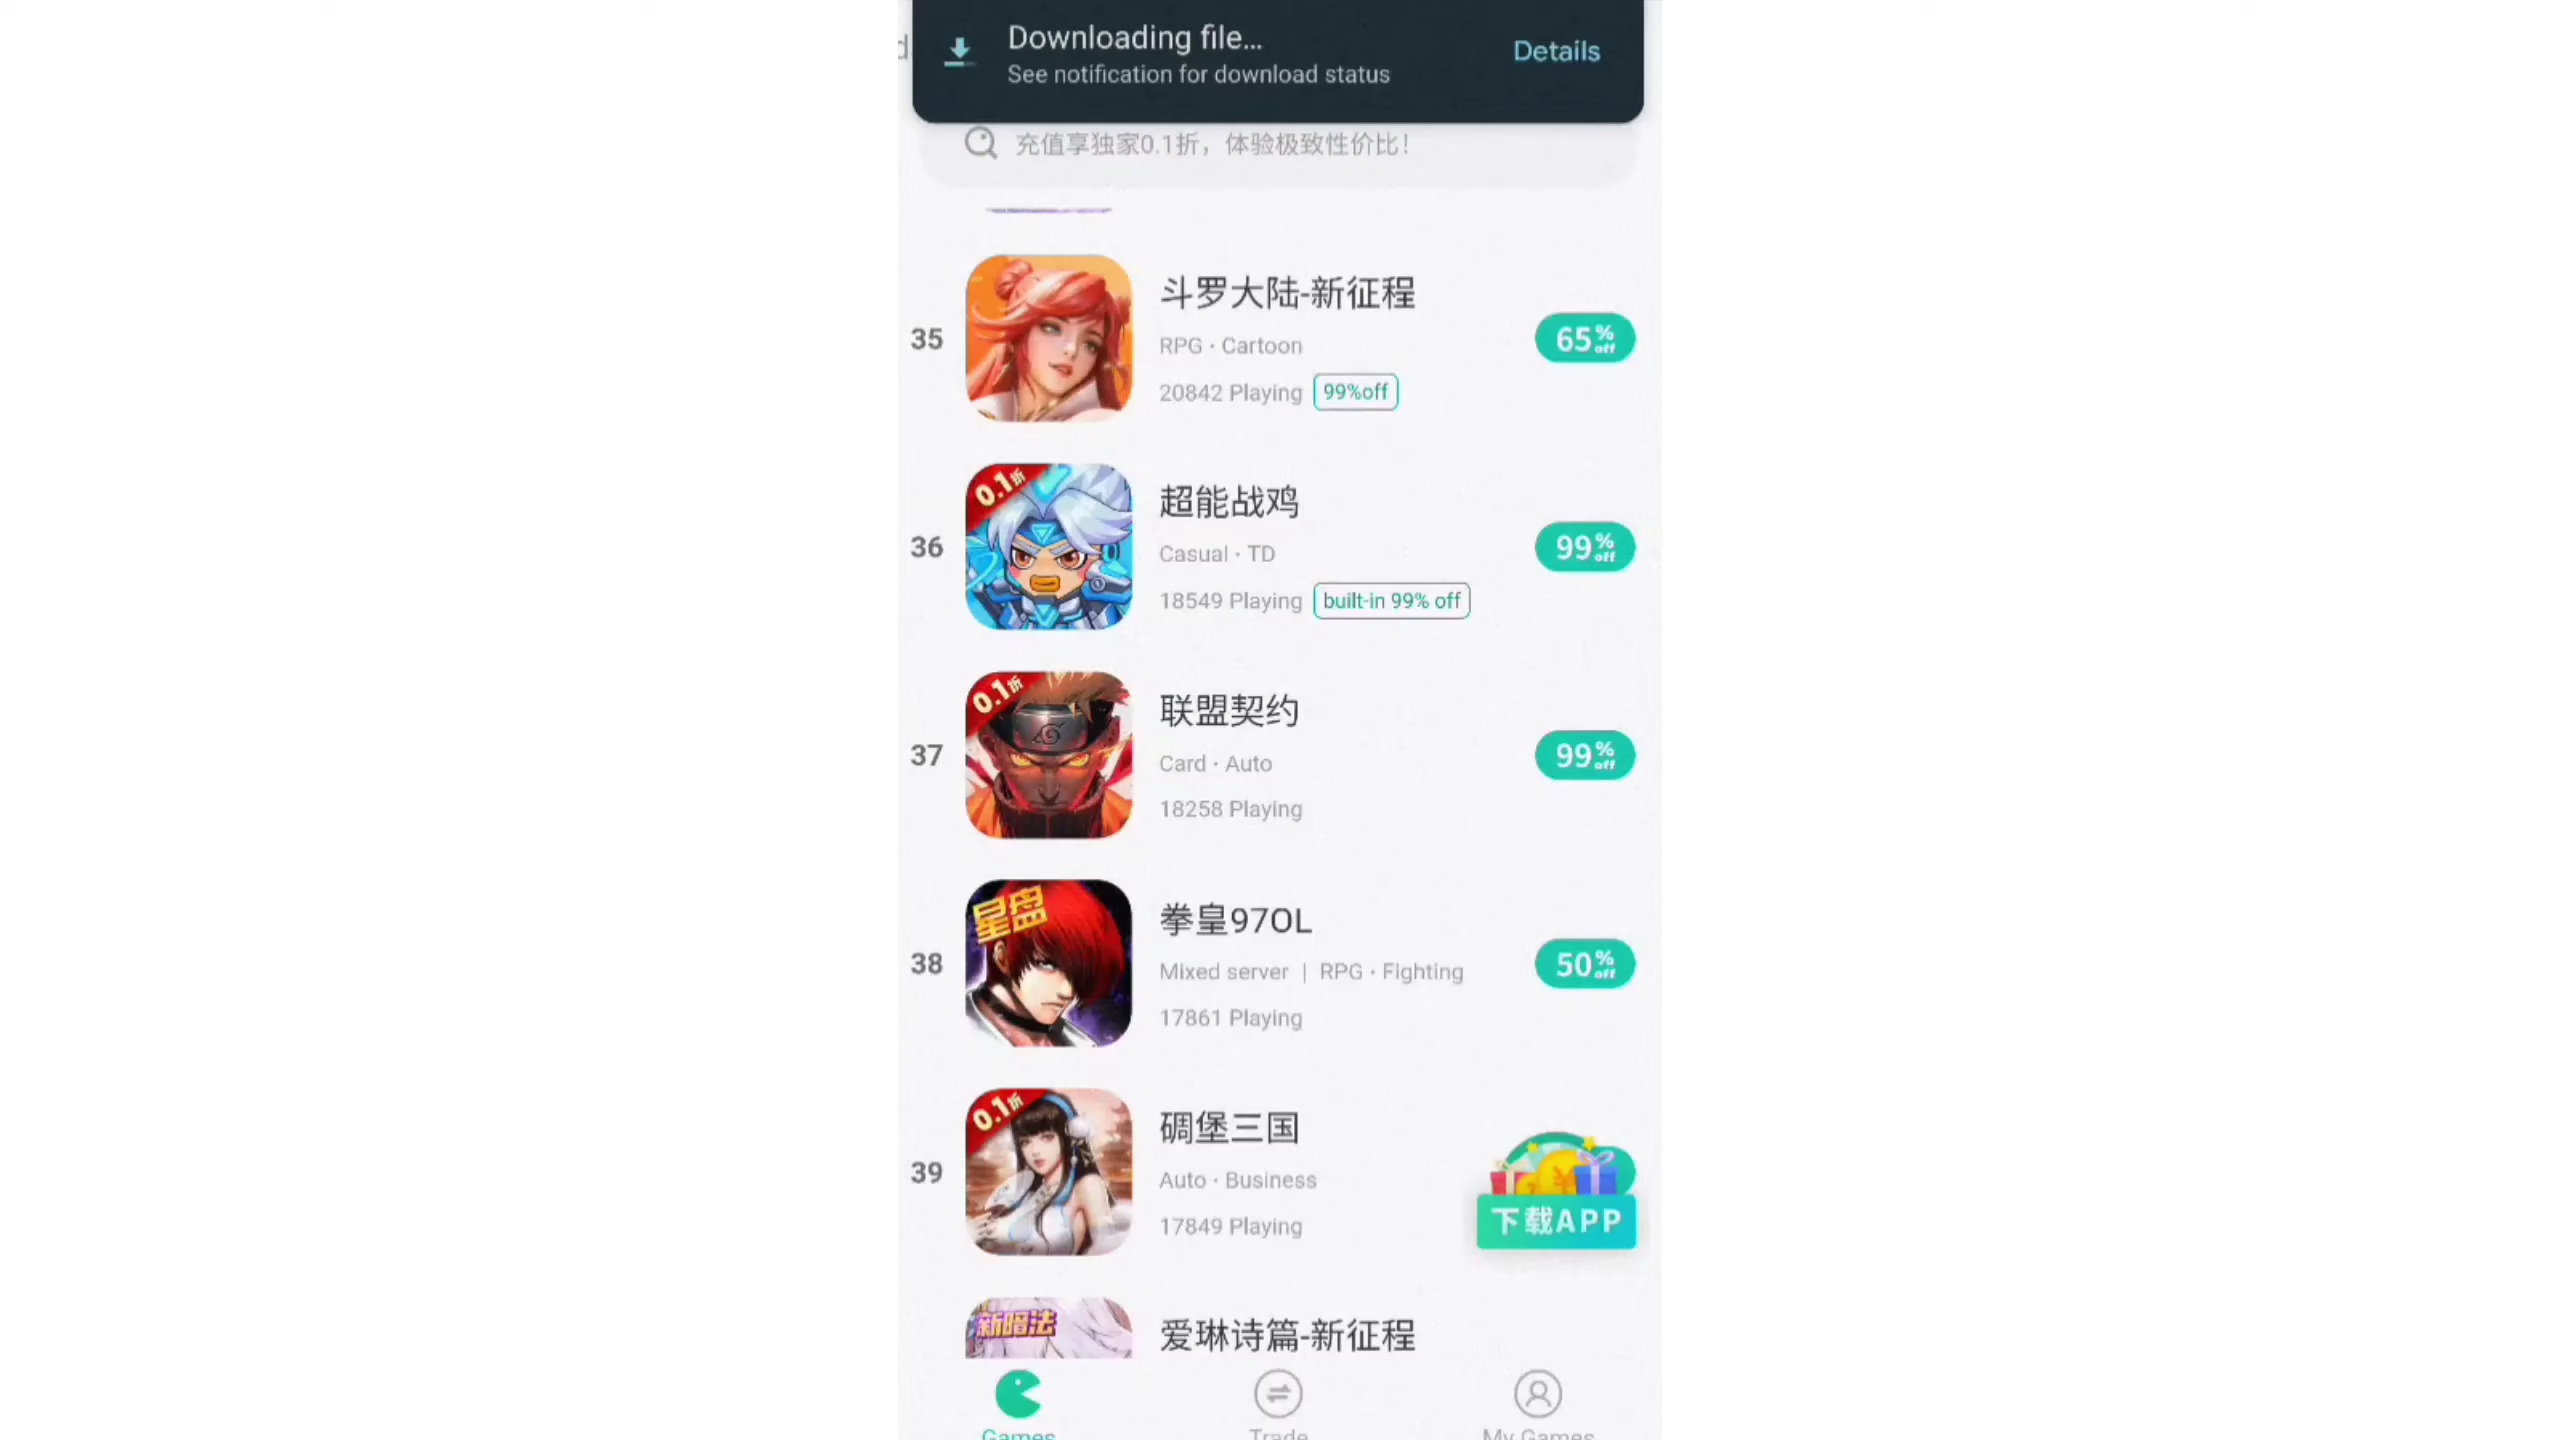 Downloading file...
Details
See notification for download status
充值享独家0.1折，体验极致性价比！
35
斗罗大陆-新征程
RPG · Cartoon
20842 Playing
99%off
65%off
36
0.1折
超能战鸡
Casual · TD
18549 Playing
built-in 99% off
99%off
37
0.1折
联盟契约
Card · Auto
18258 Playing
99%off
38
星盘
拳皇97OL
Mixed server | RPG · Fighting
17861 Playing
50%off
39
0.1折
碉堡三国
Auto · Business
17849 Playing
下载APP
新暗法
爱琳诗篇-新征程
Games
Trade
My Games